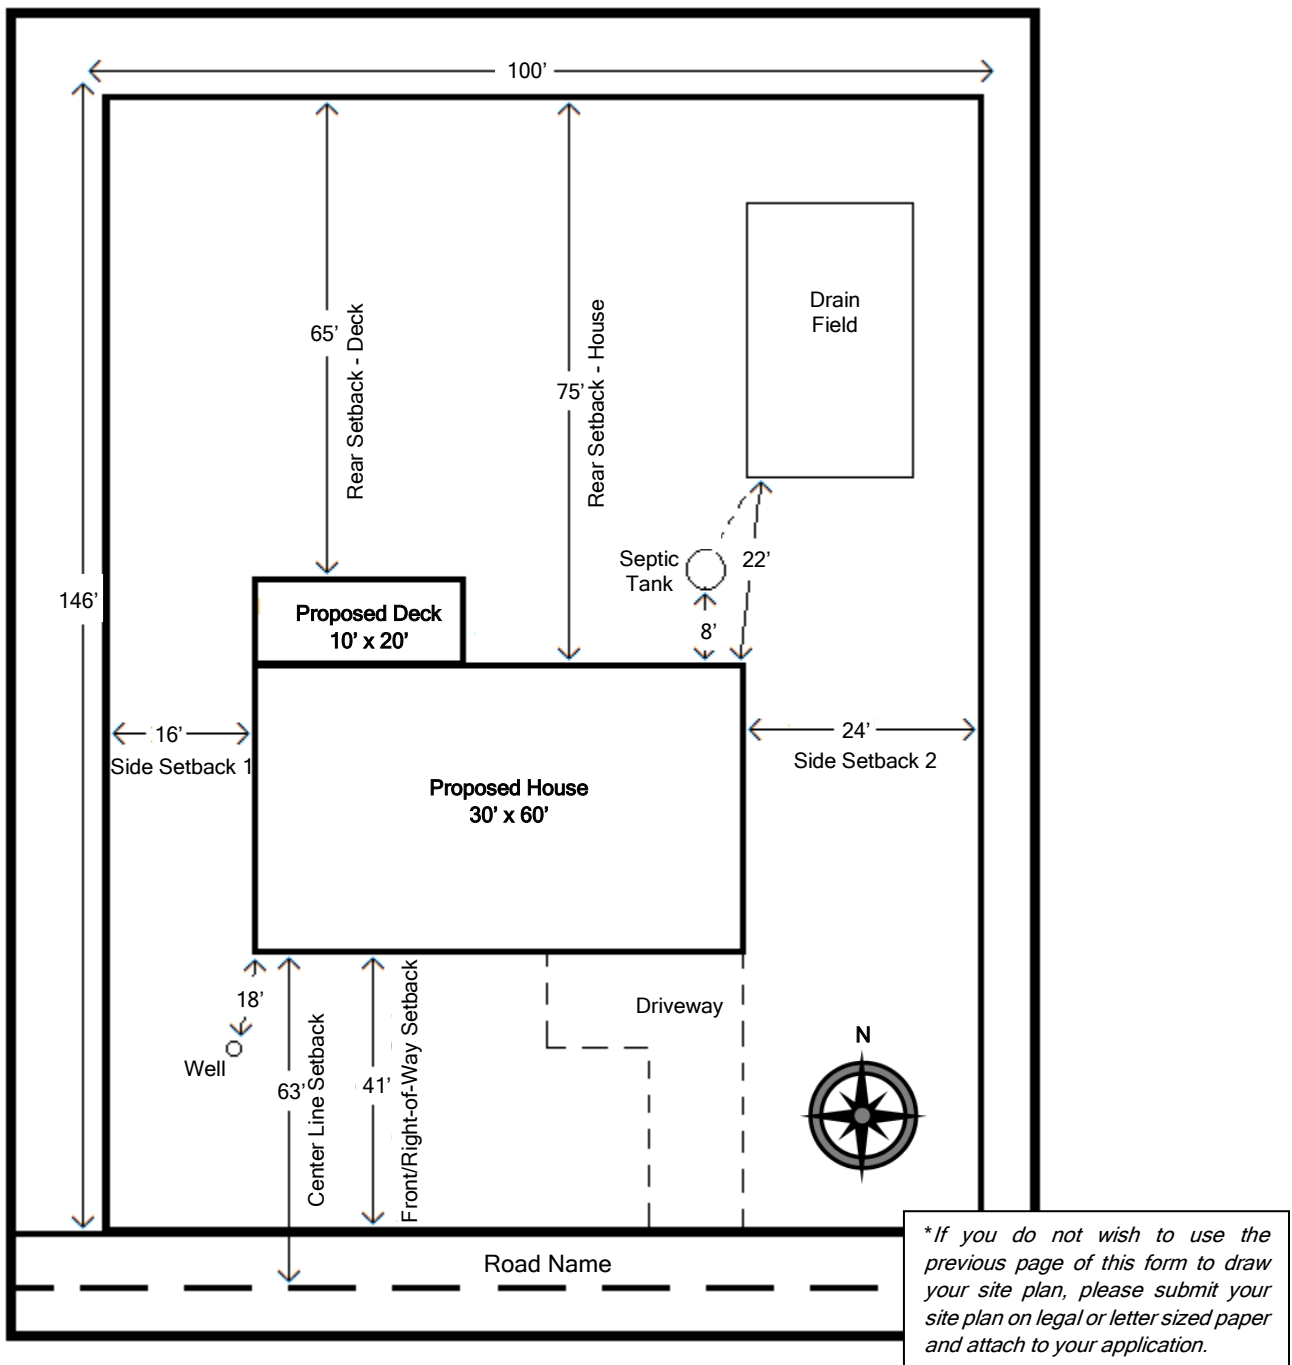 100’
65’
Rear Setback - Deck
75’
Rear Setback - House
Drain
Field
146’
Septic
Tank
22’
8’
Proposed Deck
10’ x 20’
16’
Side Setback 1
24’
Side Setback 2
Proposed House
30’ x 60’
18’
Well
63’
Center Line Setback
41’
Front/Right-of-Way Setback
Driveway
N
Road Name
*If you do not wish to use the
previous page of this form to draw
your site plan, please submit your
site plan on legal or letter sized paper
and attach to your application.